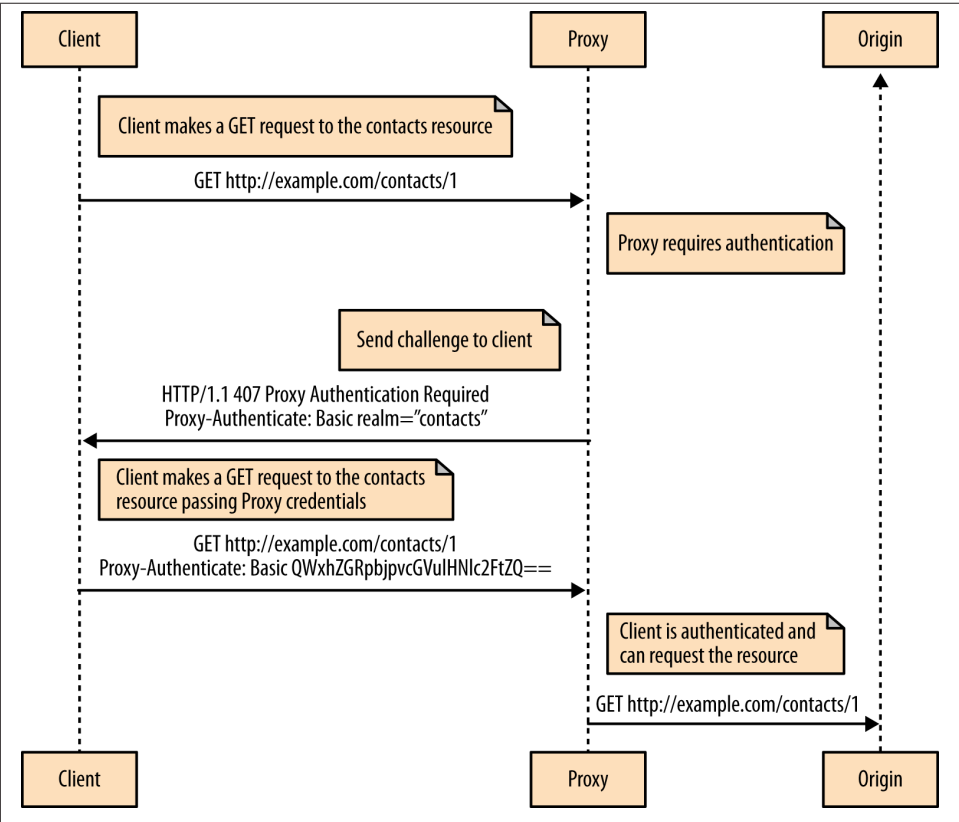 Client
Proxy
Origin
Client makes a GET request to the contacts resource
GET http://example.com/contacts/1
Proxy requires authentication
Send challenge to client
HTTP/1.1 407 Proxy Authentication Required
Proxy-Authenticate: Basic realm=”contacts”
Client makes a GET request to the contacts
resource passing Proxy credentials
GET http://example.com/contacts/1
Proxy-Authenticate: Basic QWxhZGRpbjpvcGVuIHNlc2FtZQ==
Client is authenticated and
can request the resource
GET http://example.com/contacts/1
Client
Proxy
Origin